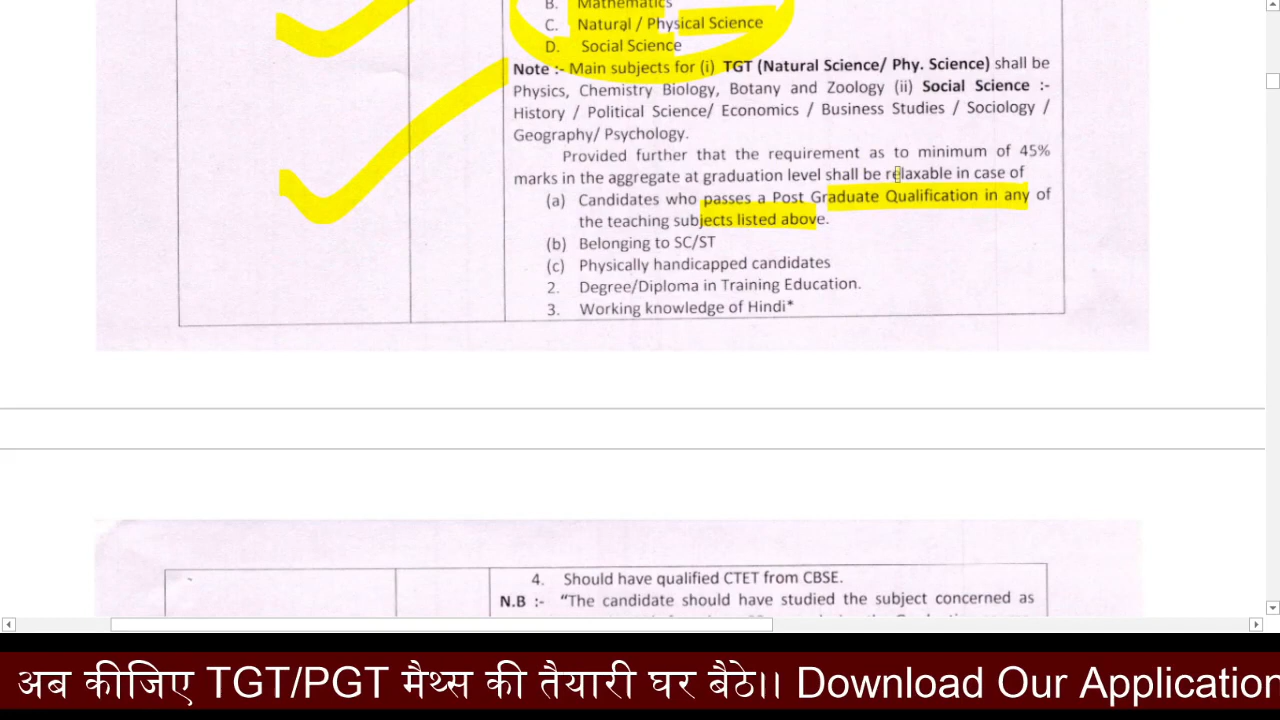 B. Mathematics
C. Natural / Physical Science
D. Social Science
Note :- Main subjects for (i) TGT (Natural Science/ Phy. Science) shall be
Physics, Chemistry Biology, Botany and Zoology (ii) Social Science :-
History / Political Science/ Economics / Business Studies / Sociology /
Geography/ Psychology.
Provided further that the requirement as to minimum of 45%
marks in the aggregate at graduation level shall be relaxable in case of
(a) Candidates who passes a Post Graduate Qualification in any of
the teaching subjects listed above.
(b) Belonging to SC/ST
(c) Physically handicapped candidates
2. Degree/Diploma in Training Education.
3. Working knowledge of Hindi*
4. Should have qualified CTET from CBSE.
N.B :- "The candidate should have studied the subject concerned as
अब कीजिए TGT/PGT मैथ्स की तैयारी घर बैठे।। Download Our Application